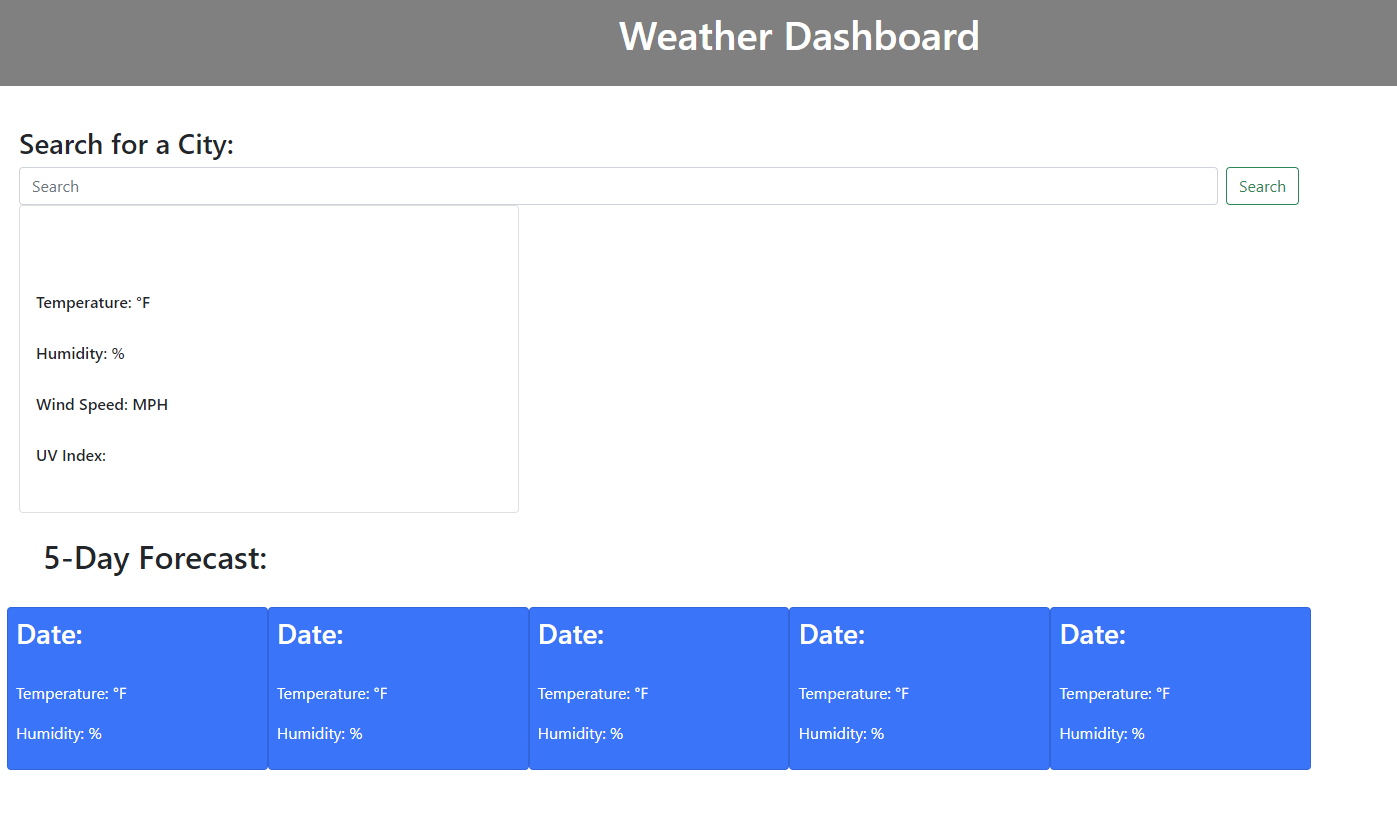 Weather Dashboard
Search for a City:
Search Search
Temperature: °F
Humidity: %
Wind Speed: MPH
UV Index:
5-Day Forecast:
Date: Date: Date: Date: Date:
Temperature: °F Temperature: °F Temperature: °F Temperature: °F Temperature: °F
Humidity: % Humidity: % Humidity: % Humidity: % Humidity: %